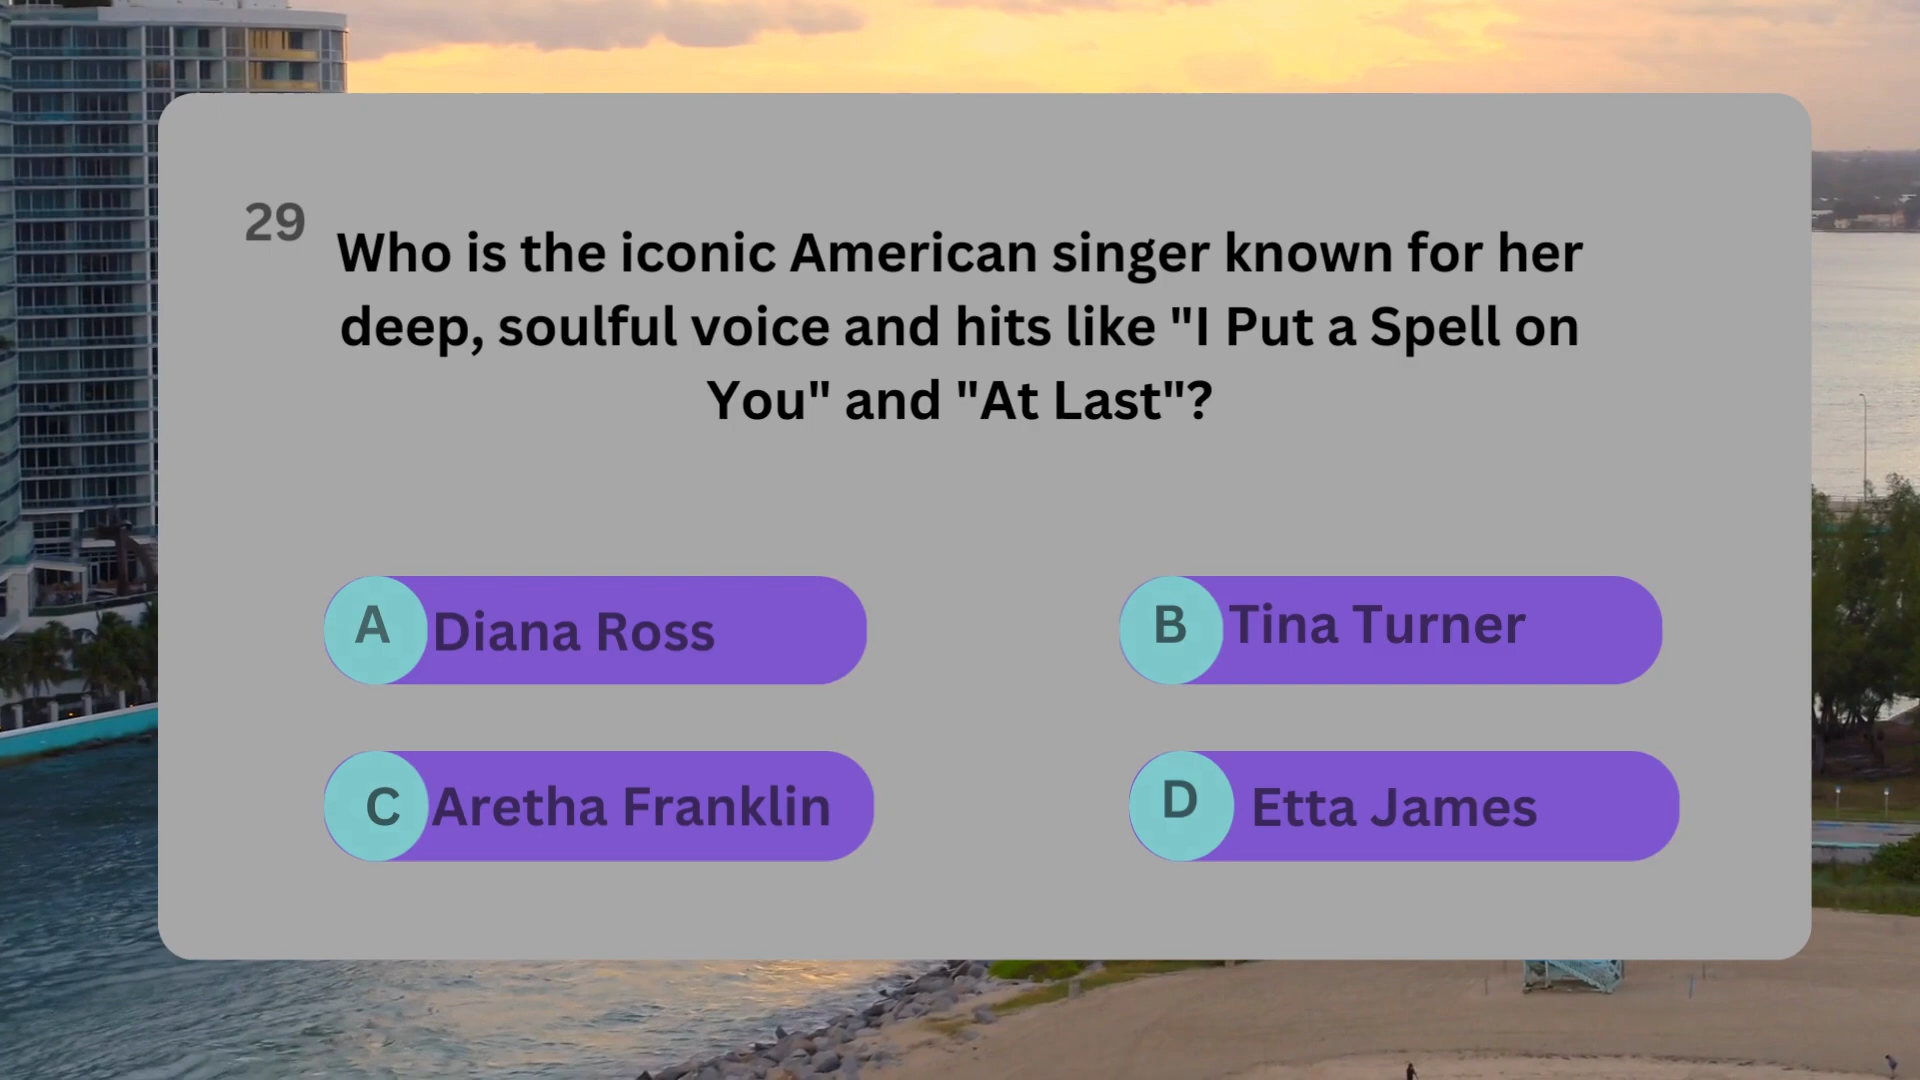 29
Who is the iconic American singer known for her
deep, soulful voice and hits like "I Put a Spell on
You" and "At Last"?
A Diana Ross
B Tina Turner
C Aretha Franklin
D Etta James